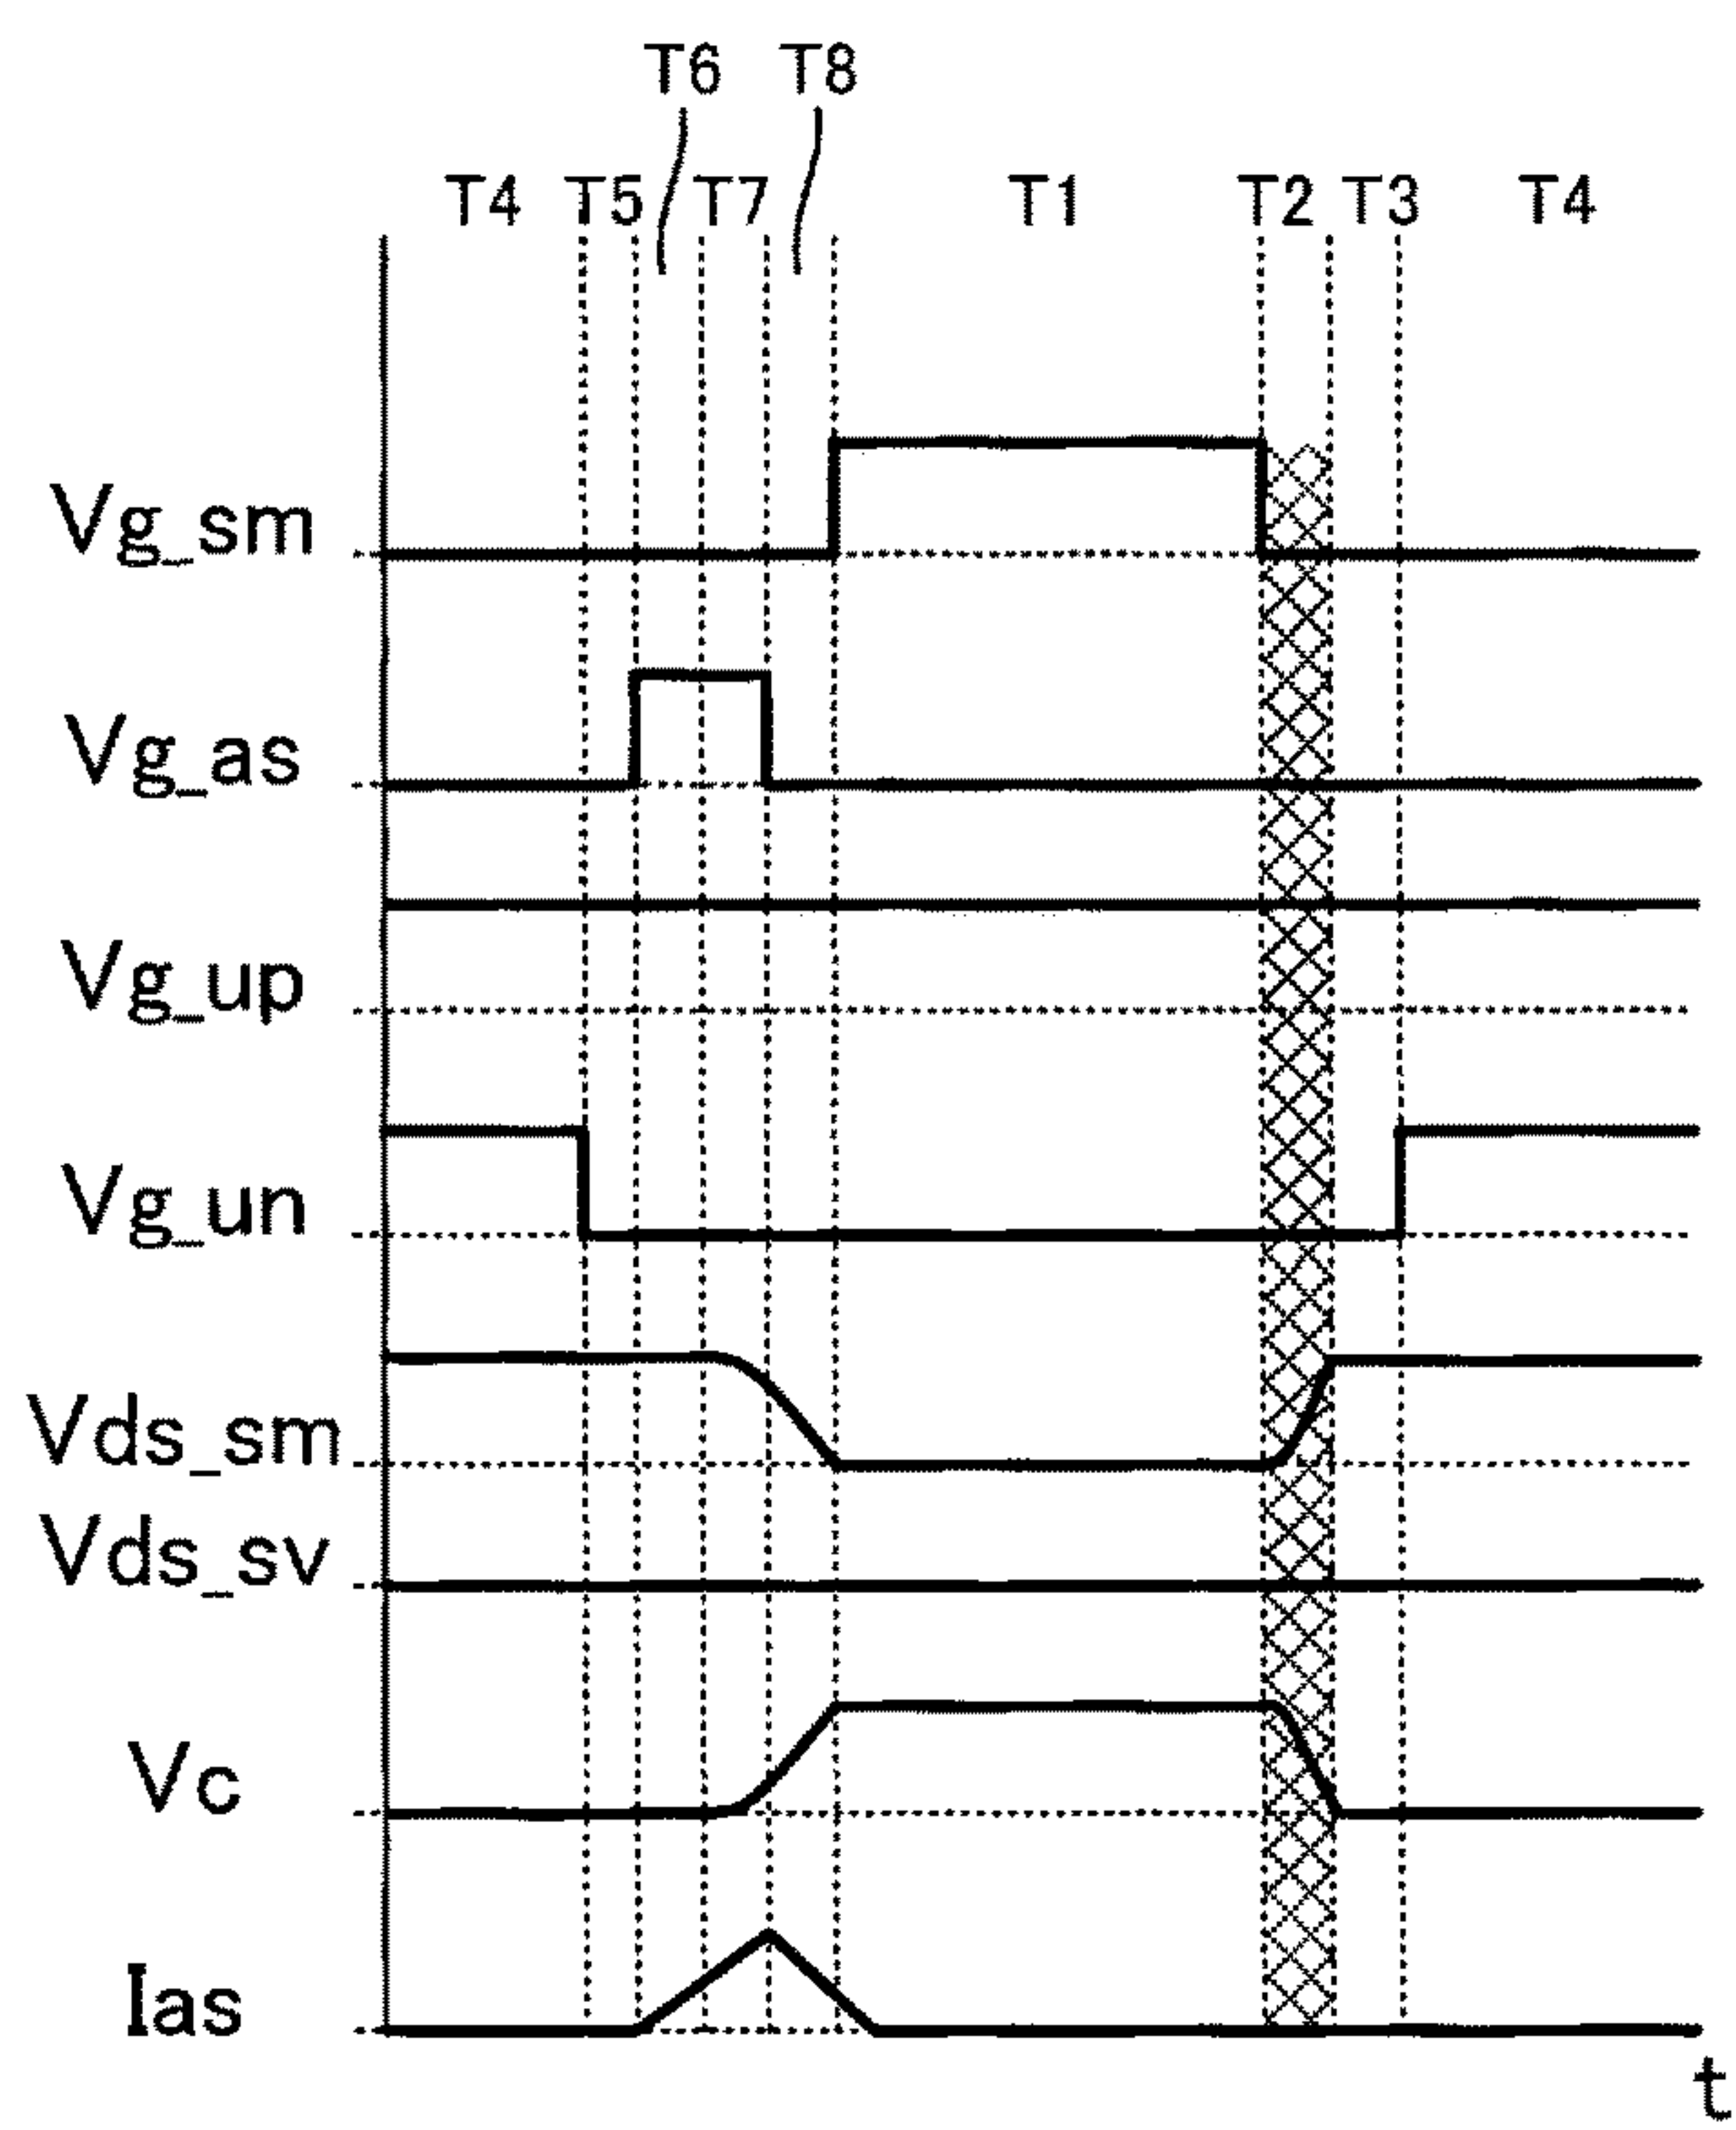 T6 T8
T4 T5 T7 T1 T2 T3 T4
Vg_sm
Vg_as
Vg_up
Vg_un
Vds_sm
Vds_sv
Vc
Ias
t